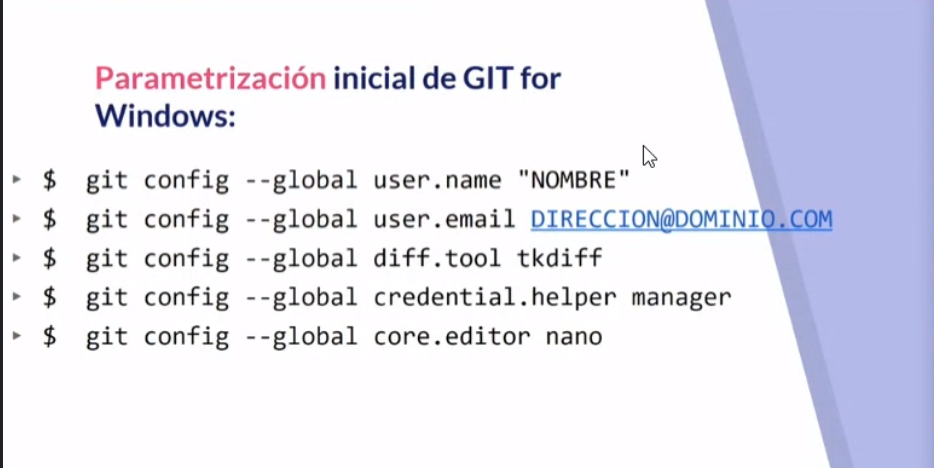 Parametrización inicial de GIT for
Windows:
$ git config --global user.name "NOMBRE"
$ git config --global user.email DIRECCION@DOMINIO.COM
$ git config --global diff.tool tkdiff
$ git config --global credential.helper manager
$ git config --global core.editor nano